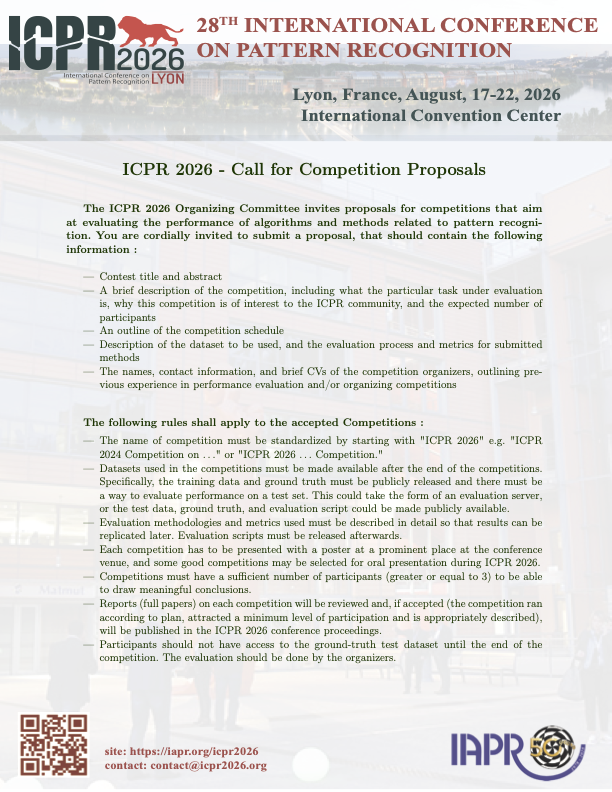 ICPR
2026
International Conference on
Pattern Recognition
LYON
28TH INTERNATIONAL CONFERENCE
ON PATTERN RECOGNITION
Lyon, France, August, 17-22, 2026
International Convention Center
ICPR 2026 - Call for Competition Proposals
The ICPR 2026 Organizing Committee invites proposals for competitions that aim
at evaluating the performance of algorithms and methods related to pattern recogni-
tion. You are cordially invited to submit a proposal, that should contain the following
information :
— Contest title and abstract
— A brief description of the competition, including what the particular task under evaluation
is, why this competition is of interest to the ICPR community, and the expected number of
participants
— An outline of the competition schedule
— Description of the dataset to be used, and the evaluation process and metrics for submitted
methods
— The names, contact information, and brief CVs of the competition organizers, outlining pre-
vious experience in performance evaluation and/or organizing competitions
The following rules shall apply to the accepted Competitions :
— The name of competition must be standardized by starting with "ICPR 2026" e.g. "ICPR
2024 Competition on ..." or "ICPR 2026 ... Competition."
— Datasets used in the competitions must be made available after the end of the competitions.
Specifically, the training data and ground truth must be publicly released and there must be
a way to evaluate performance on a test set. This could take the form of an evaluation server,
or the test data, ground truth, and evaluation script could be made publicly available.
— Evaluation methodologies and metrics used must be described in detail so that results can be
replicated later. Evaluation scripts must be released afterwards.
— Each competition has to be presented with a poster at a prominent place at the conference
venue, and some good competitions may be selected for oral presentation during ICPR 2026.
— Competitions must have a sufficient number of participants (greater or equal to 3) to be able
to draw meaningful conclusions.
— Reports (full papers) on each competition will be reviewed and, if accepted (the competition ran
according to plan, attracted a minimum level of participation and is appropriately described),
will be published in the ICPR 2026 conference proceedings.
— Participants should not have access to the ground-truth test dataset until the end of the
competition. The evaluation should be done by the organizers.
site: https://iapr.org/icpr2026
contact: contact@icpr2026.org
IAPR
50